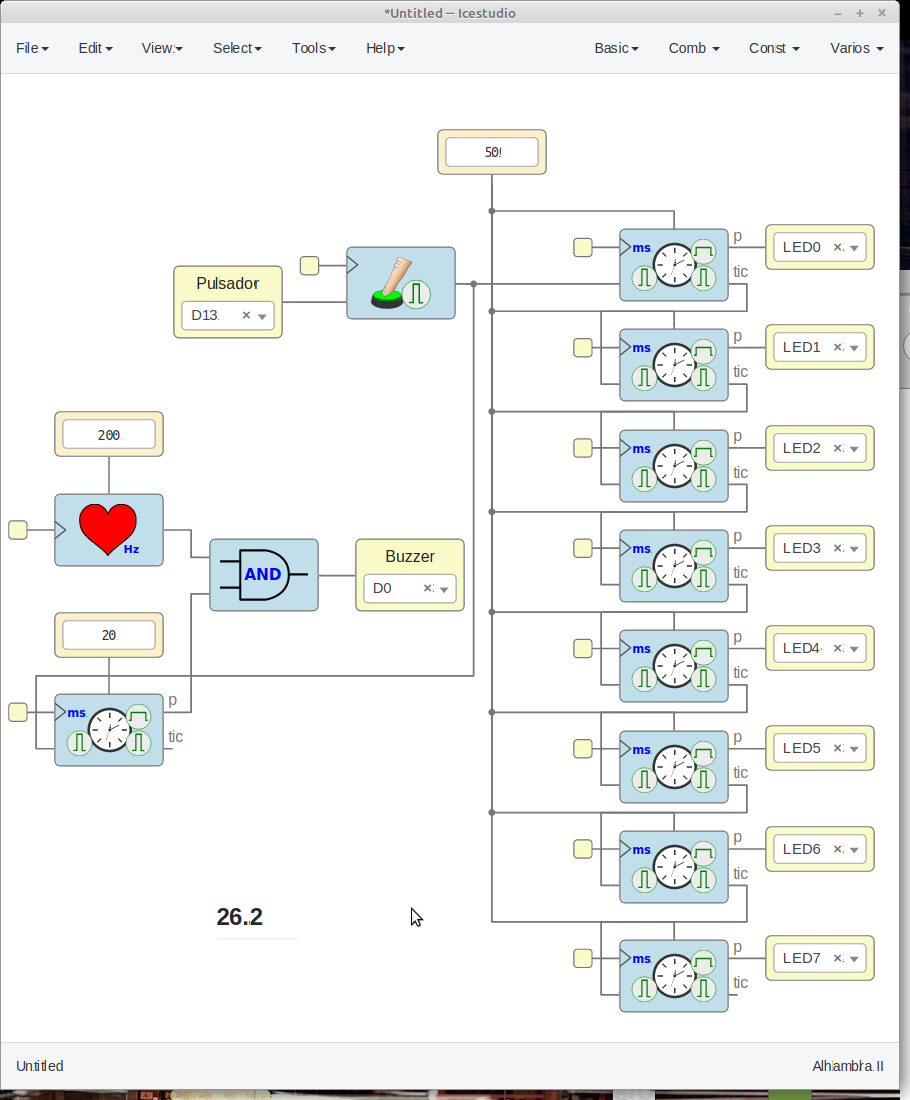 *Untitled – Icestudio
File Edit View Select Tools Help Basic Comb Const Varios
50
Pulsador
D13
ms
p
tic
LED0
ms
p
tic
LED1
200
Hz
ms
p
tic
LED2
AND
Buzzer
D0
ms
p
tic
LED3
20
ms
p
tic
ms
p
tic
LED4
ms
p
tic
LED5
ms
p
tic
LED6
26.2
ms
p
tic
LED7
Untitled
Alhambra II